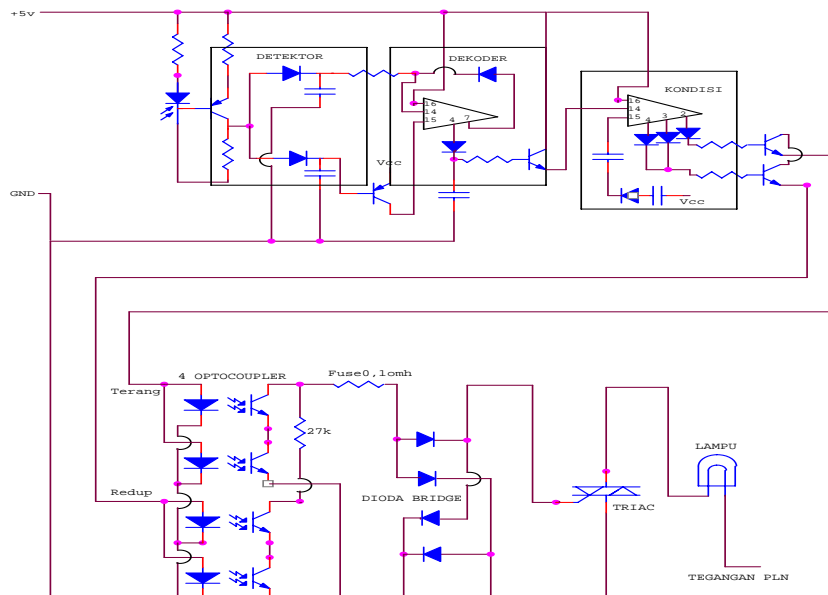 +5v
DETEKTOR
DEKODER
KONDISI
16
14
15
4 7
16
14
15
4 3 2
Vcc
Vcc
GND
4 OPTOCOUPLER
Fuse0,1omh
Terang
27k
LAMPU
Redup
DIODA BRIDGE
TRIAC
TEGANGAN PLN